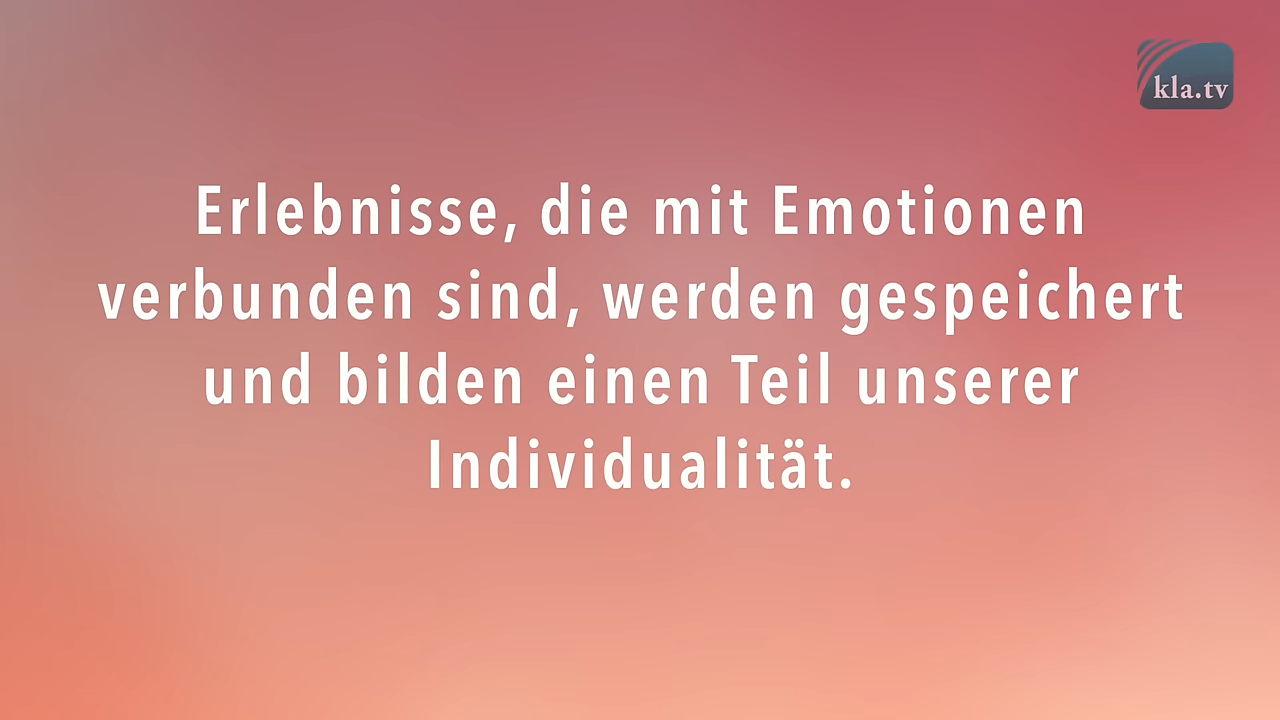 kla.tv
Erlebnisse, die mit Emotionen
verbunden sind, werden gespeichert
und bilden einen Teil unserer
Individualität.